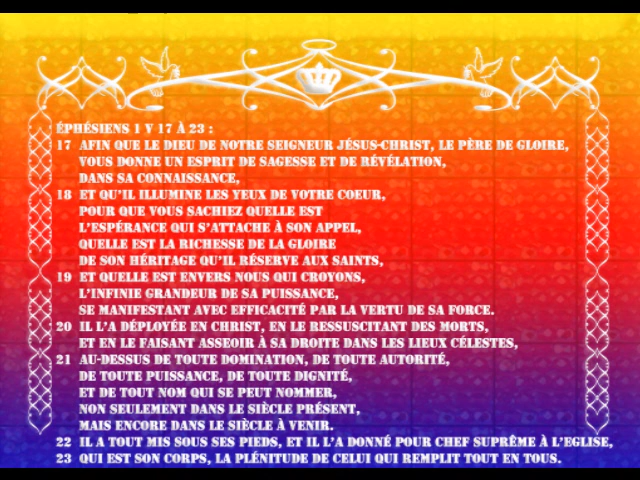 ÉPHÉSIENS 1 V 17 À 23 :
17 AFIN QUE LE DIEU DE NOTRE SEIGNEUR JÉSUS-CHRIST, LE PÈRE DE GLOIRE,
VOUS DONNE UN ESPRIT DE SAGESSE ET DE RÉVÉLATION,
DANS SA CONNAISSANCE,
18 ET QU'IL ILLUMINE LES YEUX DE VOTRE COEUR,
POUR QUE VOUS SACHIEZ QUELLE EST
L'ESPÉRANCE QUI S'ATTACHE À SON APPEL,
QUELLE EST LA RICHESSE DE LA GLOIRE
DE SON HÉRITAGE QU'IL RÉSERVE AUX SAINTS,
19 ET QUELLE EST ENVERS NOUS QUI CROYONS,
L'INFINIE GRANDEUR DE SA PUISSANCE,
SE MANIFESTANT AVEC EFFICACITÉ PAR LA VERTU DE SA FORCE.
20 IL L'A DÉPLOYÉE EN CHRIST, EN LE RESSUSCITANT DES MORTS,
ET EN LE FAISANT ASSEOIR À SA DROITE DANS LES LIEUX CÉLESTES,
21 AU-DESSUS DE TOUTE DOMINATION, DE TOUTE AUTORITÉ,
DE TOUTE PUISSANCE, DE TOUTE DIGNITÉ,
ET DE TOUT NOM QUI SE PEUT NOMMER,
NON SEULEMENT DANS LE SIÈCLE PRÉSENT,
MAIS ENCORE DANS LE SIÈCLE À VENIR.
22 IL A TOUT MIS SOUS SES PIEDS, ET IL L'A DONNÉ POUR CHEF SUPRÊME À L'EGLISE,
23 QUI EST SON CORPS, LA PLÉNITUDE DE CELUI QUI REMPLIT TOUT EN TOUS.